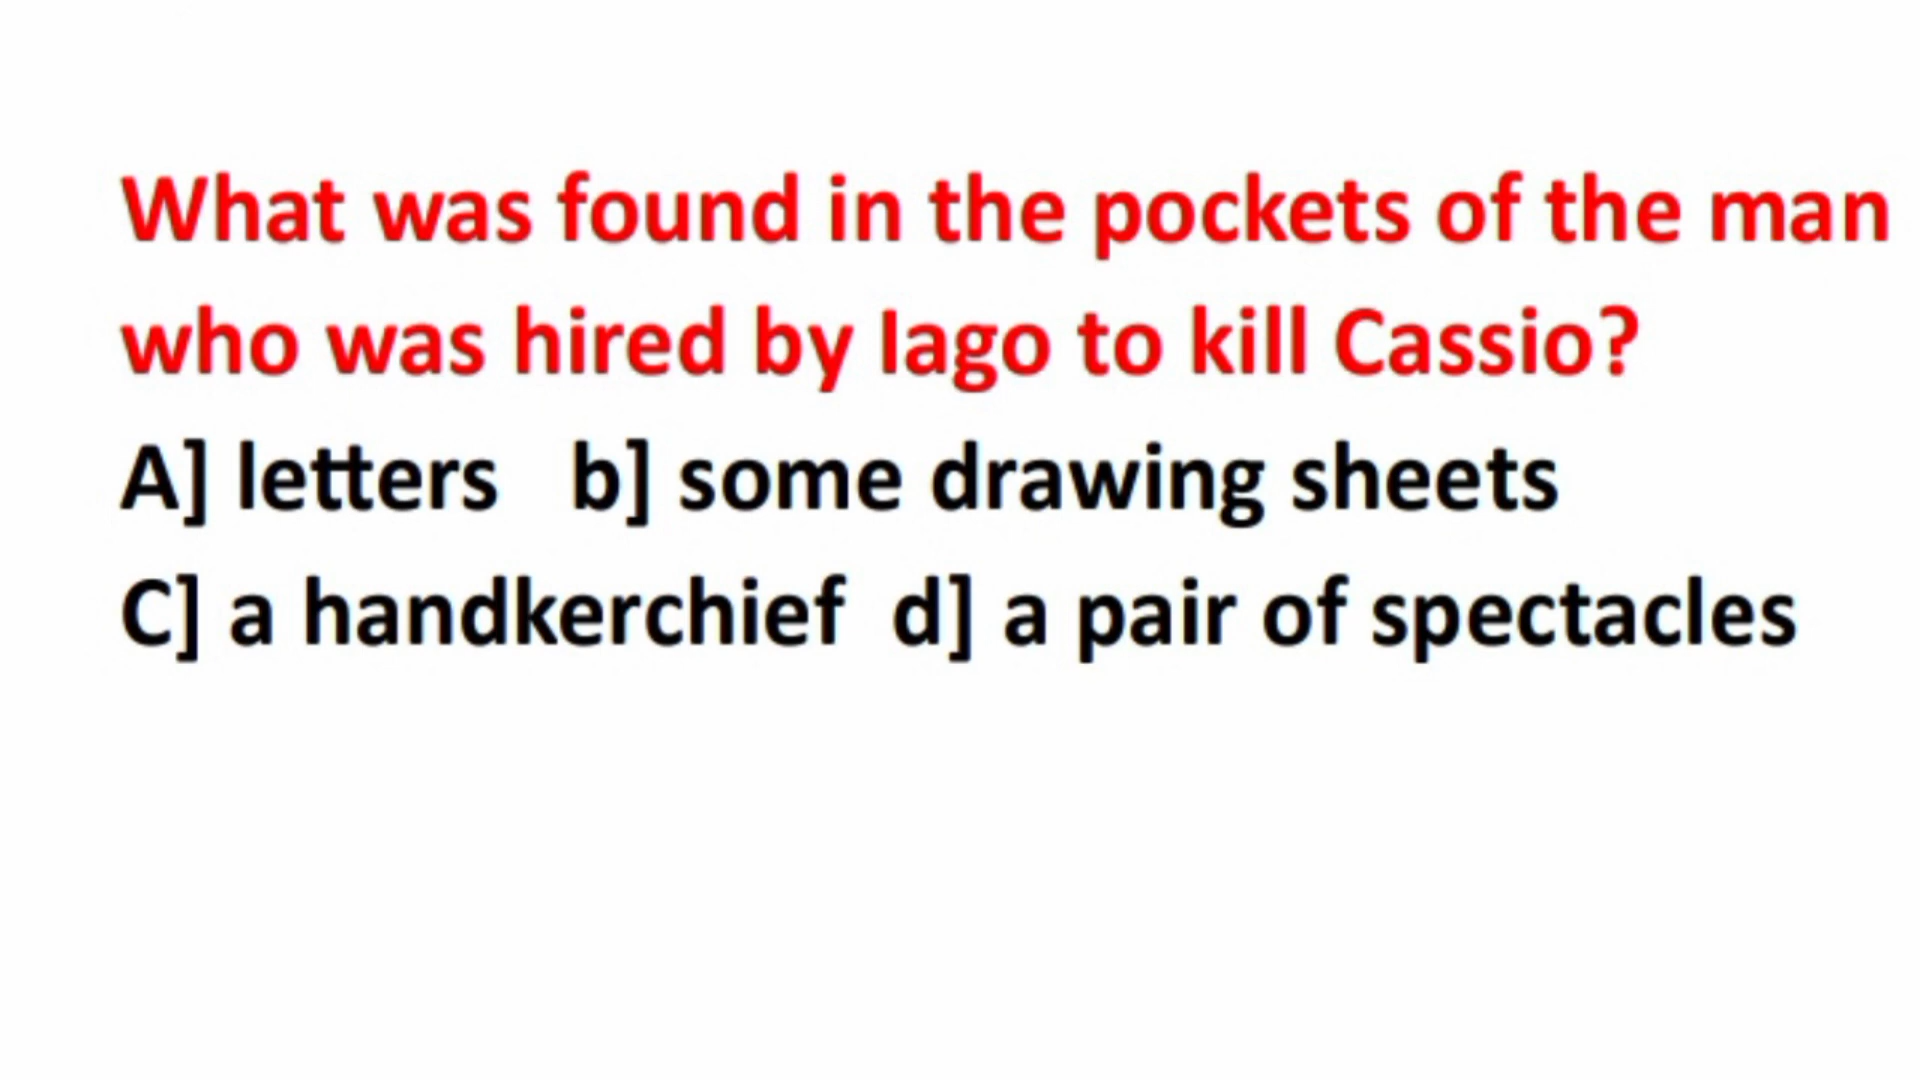 What was found in the pockets of the man
who was hired by Iago to kill Cassio?
A] letters b] some drawing sheets
C] a handkerchief d] a pair of spectacles